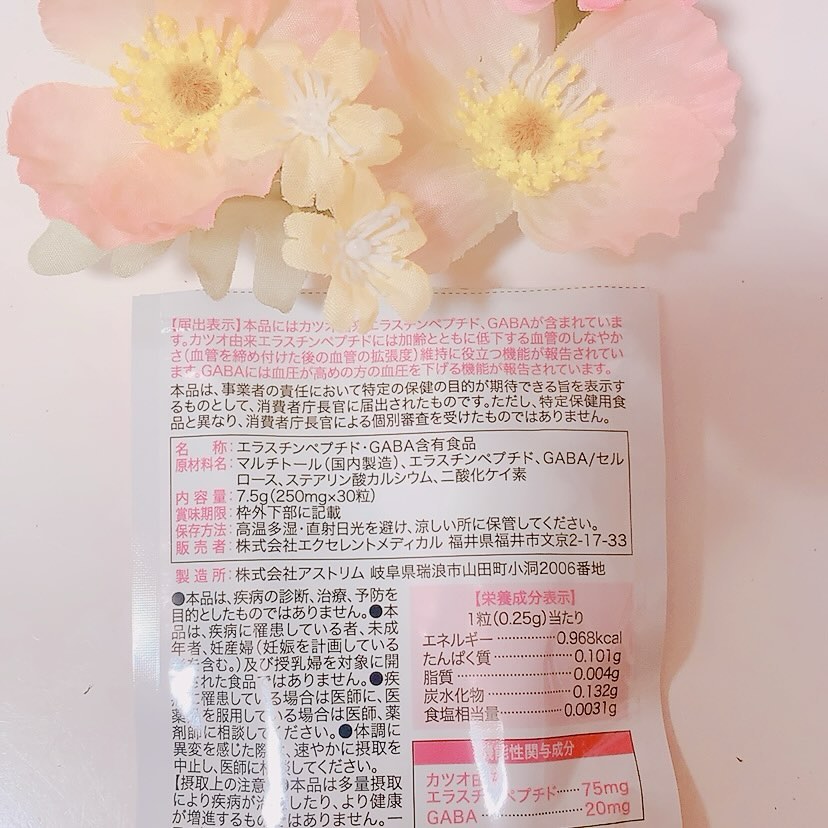 【届出表示】本品にはカツオ由来エラスチンペプチド、GABAが含まれていま
す。カツオ由来エラスチンペプチドには加齢とともに低下する血管のしなやか
さ(血管を締め付けた後の血管の拡張度)維持に役立つ機能が報告されてい
ます。GABAには血圧が高めの方の血圧を下げる機能が報告されています。
本品は、事業者の責任において特定の保健の目的が期待できる旨を表示す
るものとして、消費者庁長官に届出されたものです。ただし、特定保健用食
品と異なり、消費者庁長官による個別審査を受けたものではありません。
名 称:エラスチンペプチド・GABA含有食品
原材料名:マルチトール(国内製造)、エラスチンペプチド、GABA/セル
ロース、ステアリン酸カルシウム、二酸化ケイ素
内 容 量:7.5g(250mg×30粒)
賞味期限:枠外下部に記載
保存方法:高温多湿・直射日光を避け、涼しい所に保管してください。
販 売 者:株式会社エクセレントメディカル 福井県福井市文京2-17-33
製 造 所:株式会社アストリム 岐阜県瑞浪市山田町小洞2006番地
●本品は、疾病の診断、治療、予防を
目的としたものではありません。●本
品は、疾病に罹患している者、未成
年者、妊産婦(妊娠を計画している
を含む。)及び授乳婦を対象に開
された食品ではありません。●疾
に罹患している場合は医師に、医
薬品を服用している場合は医師、薬
剤師に相談してください。●体調に
異変を感じた際、速やかに摂取を
中止し、医師に相談してください。
【摂取上の注意】本品は多量摂取
により疾病が治したり、より健康
が増進するものではありません。一
【栄養成分表示】
1粒(0.25g)当たり
エネルギー………0.968kcal
たんぱく質………0.101g
脂質………0.004g
炭水化物………0.132g
食塩相当量………0.0031g
機能性関与成分
カツオ由
エラスチンペプチド……75mg
GABA………20mg